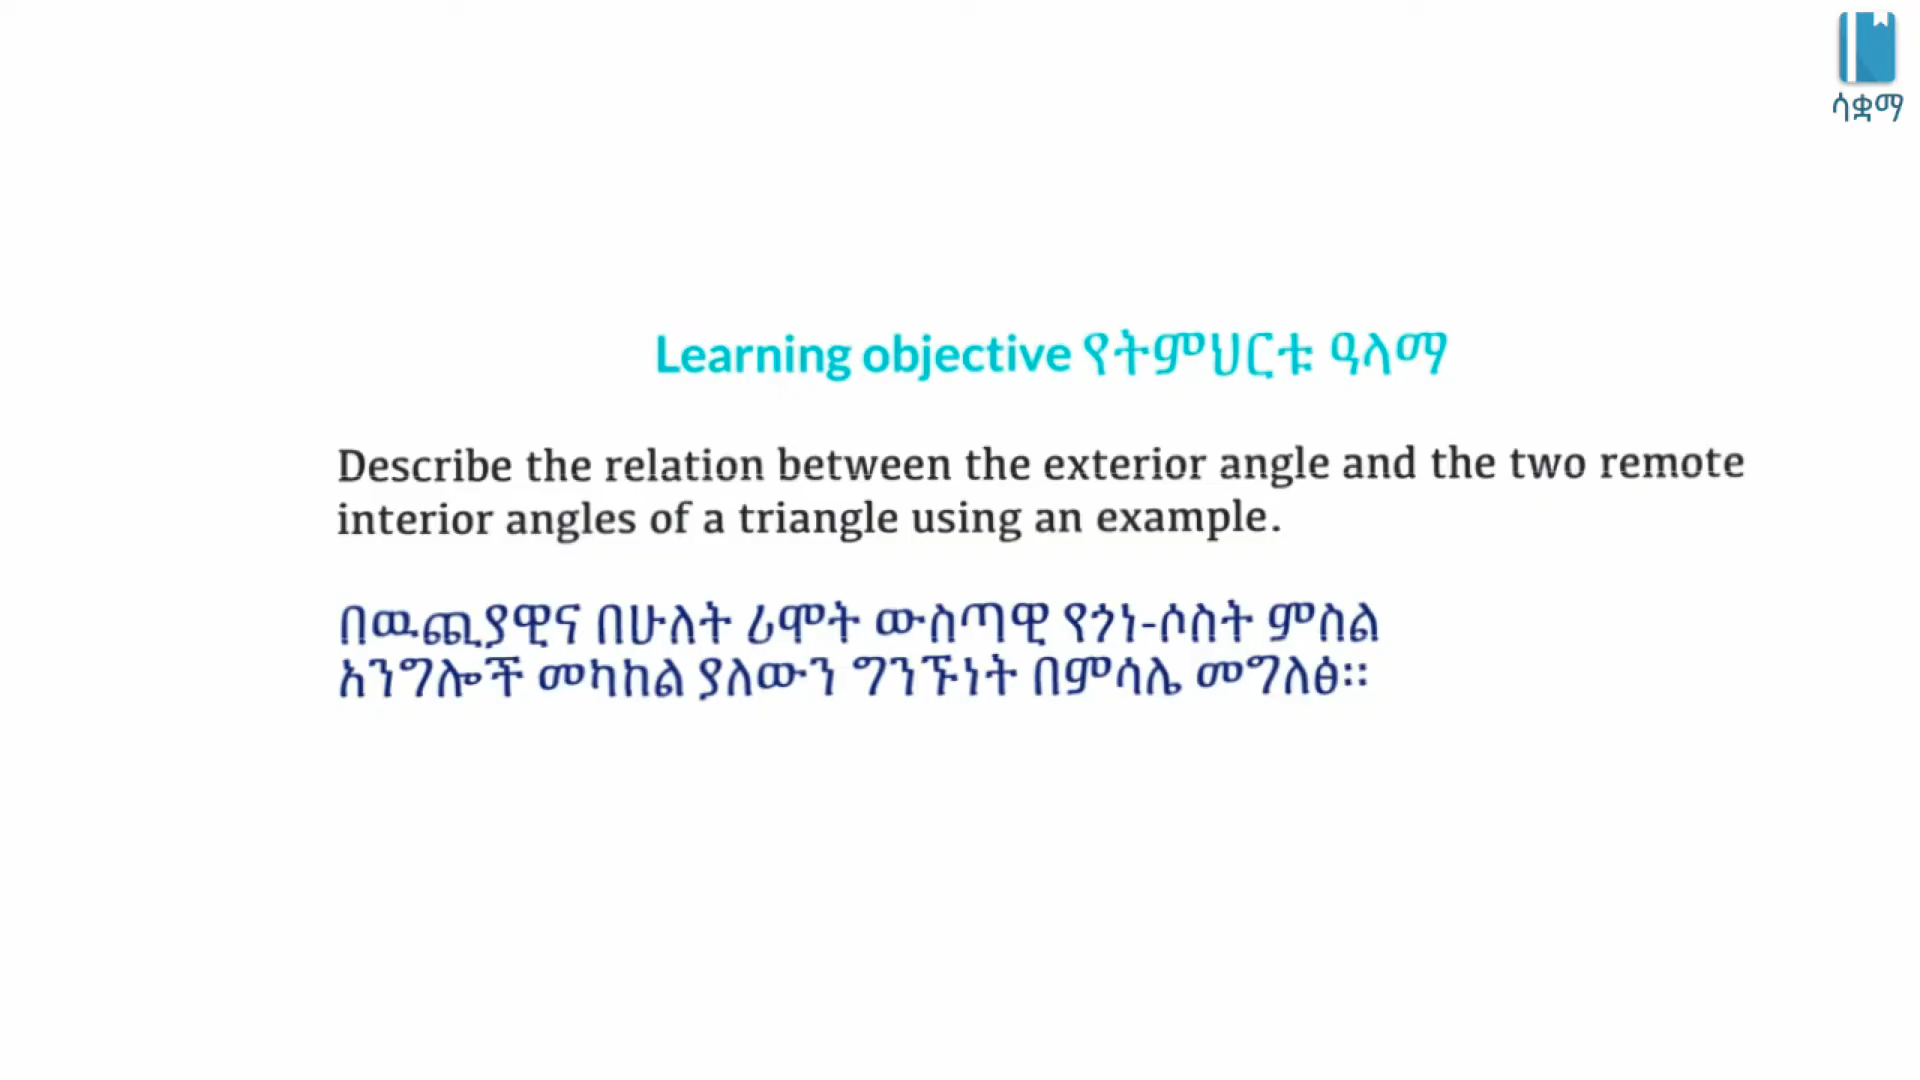 ሳቋማ
Learning objective የትምህርቱ ዓላማ
Describe the relation between the exterior angle and the two remote
interior angles of a triangle using an example.
በዉጪያዊና በሁለት ሪሞት ውስጣዊ የጎነ-ሶስት ምስል
አንግሎች መካከል ያለውን ግንኙነት በምሳሌ መግለፅ።